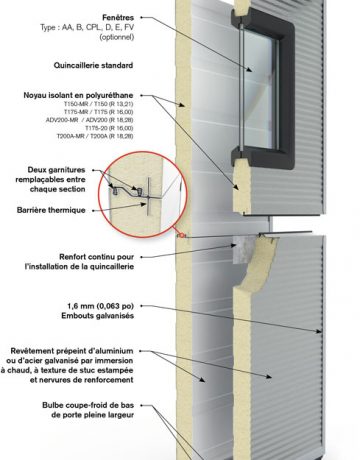 Fenêtres
Type : AA, B, CPL, D, E, FV
(optionnel)
Quincaillerie standard
Noyau isolant en polyuréthane
T150-MR / T150 (R 13,21)
T175-MR / T175 (R 16,00)
ADV200-MR / ADV200 (R 18,28)
T175-20 (R 16,00)
T200A-MR / T200A (R 18,28)
Deux garnitures
remplaçables entre
chaque section
Barrière thermique
Renfort continu pour
l'installation de la quincaillerie
1,6 mm (0,063 po)
Embouts galvanisés
Revêtement prépeint d'aluminium
ou d'acier galvanisé par immersion
à chaud, à texture de stuc estampée
et nervures de renforcement
Bulbe coupe-froid de bas
de porte pleine largeur